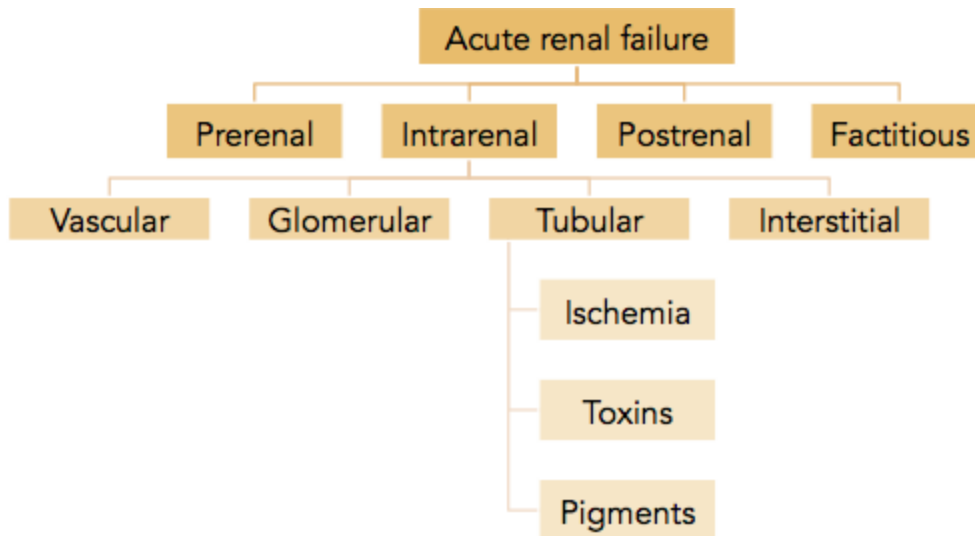 Acute renal failure
Prerenal
Intrarenal
Postrenal
Factitious
Vascular
Glomerular
Tubular
Interstitial
Ischemia
Toxins
Pigments